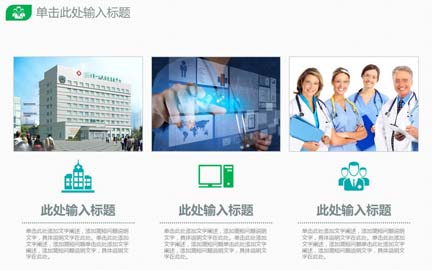 单击此处输入标题
此处输入标题
单击此处添加文字阐述，添加简短问题说明
文字，具体说明文字在此处。单击此处添加
文字阐述，添加简短问题单击此处添加文字
阐述，添加简短问题说明文字，具体说明文
字在此处。
此处输入标题
单击此处添加文字阐述，添加简短问题说明
文字，具体说明文字在此处。单击此处添加
文字阐述，添加简短问题单击此处添加文字
阐述，添加简短问题说明文字，具体说明文
字在此处。
此处输入标题
单击此处添加文字阐述，添加简短问题说明
文字，具体说明文字在此处。单击此处添加
文字阐述，添加简短问题单击此处添加文字
阐述，添加简短问题说明文字，具体说明文
字在此处。